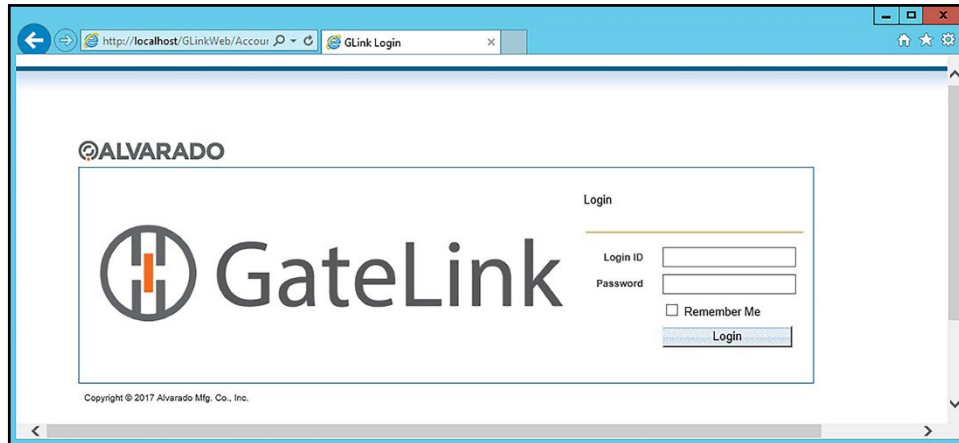 http://localhost/GLinkWeb/Accour
GLink Login
ALVARADO
Login
GateLink
Login ID
Password
Remember Me
Login
Copyright © 2017 Alvarado Mfg. Co., Inc.